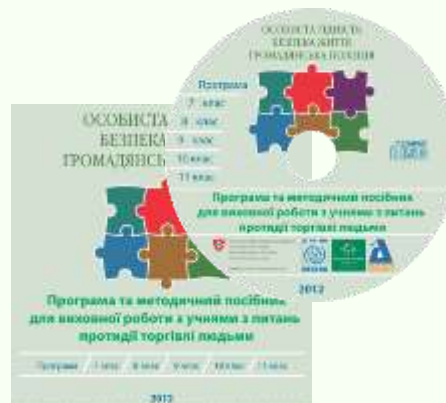 ОСОБИСТА ГІДНІСТЬ
БЕЗПЕКА ЖИТТЯ
ГРОМАДЯНСЬКА ПОЗИЦІЯ
Програма
7 клас
8 клас
9 клас
10 клас
11 клас
Програма та методичний посібник
для виховної роботи з учнями з питань
протидії торгівлі людьми
2012
ОСОБИСТА
БЕЗПЕКА
ГРОМАДЯНСЬ
Програма та методичний посібник
для виховної роботи з учнями з питань
протидії торгівлі людьми
Програма / 7 клас / 8 клас / 9 клас / 10 клас / 11 клас
2012